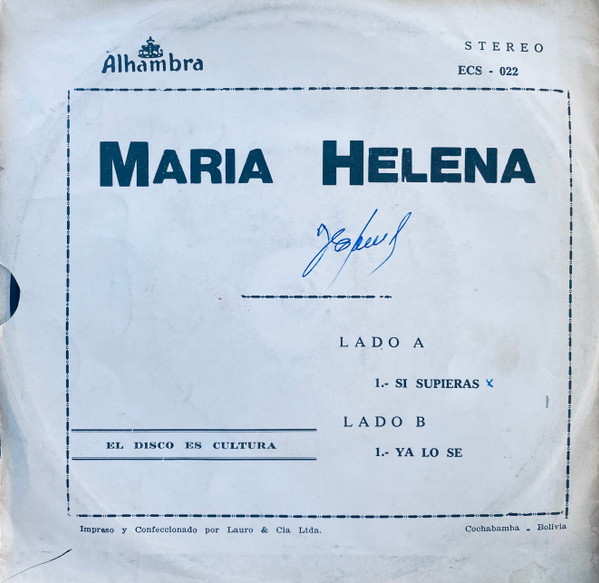 Alhambra
STEREO
ECS - 022
MARIA HELENA
LADO A
1.- SI SUPIERAS x
LADO B
1.- YA LO SE
EL DISCO ES CULTURA
Impreso y Confeccionado por Lauro & Cia Ltda.
Cochabamba - Bolivia